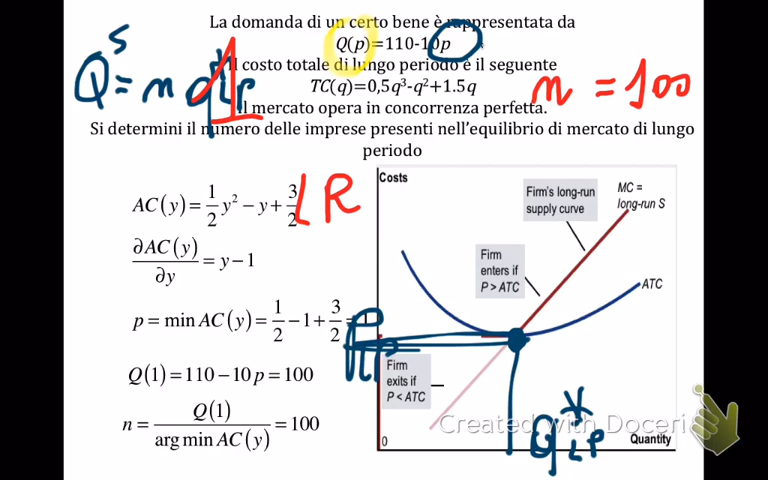 La domanda di un certo bene è rappresentata da
Q(p)=110-10p
Il costo totale di lungo periodo è il seguente
TC(q)=0,5q³-q²+1.5q
Il mercato opera in concorrenza perfetta.
Si determini il numero delle imprese presenti nell'equilibrio di mercato di lungo
periodo
Q^S = n q*LP
n = 100
AC(y) = 1/2 y² − y + 3/2
LR
∂AC(y)/∂y = y − 1
p = min AC(y) = 1/2 − 1 + 3/2 = 1
Q(1) = 110 − 10p = 100
n = Q(1)/arg min AC(y) = 100
Costs
Firm's long-run
supply curve
MC =
long-run S
Firm
enters if
P > ATC
ATC
Firm
exits if
P < ATC
0
Quantity
q*LP
Created with Doceri